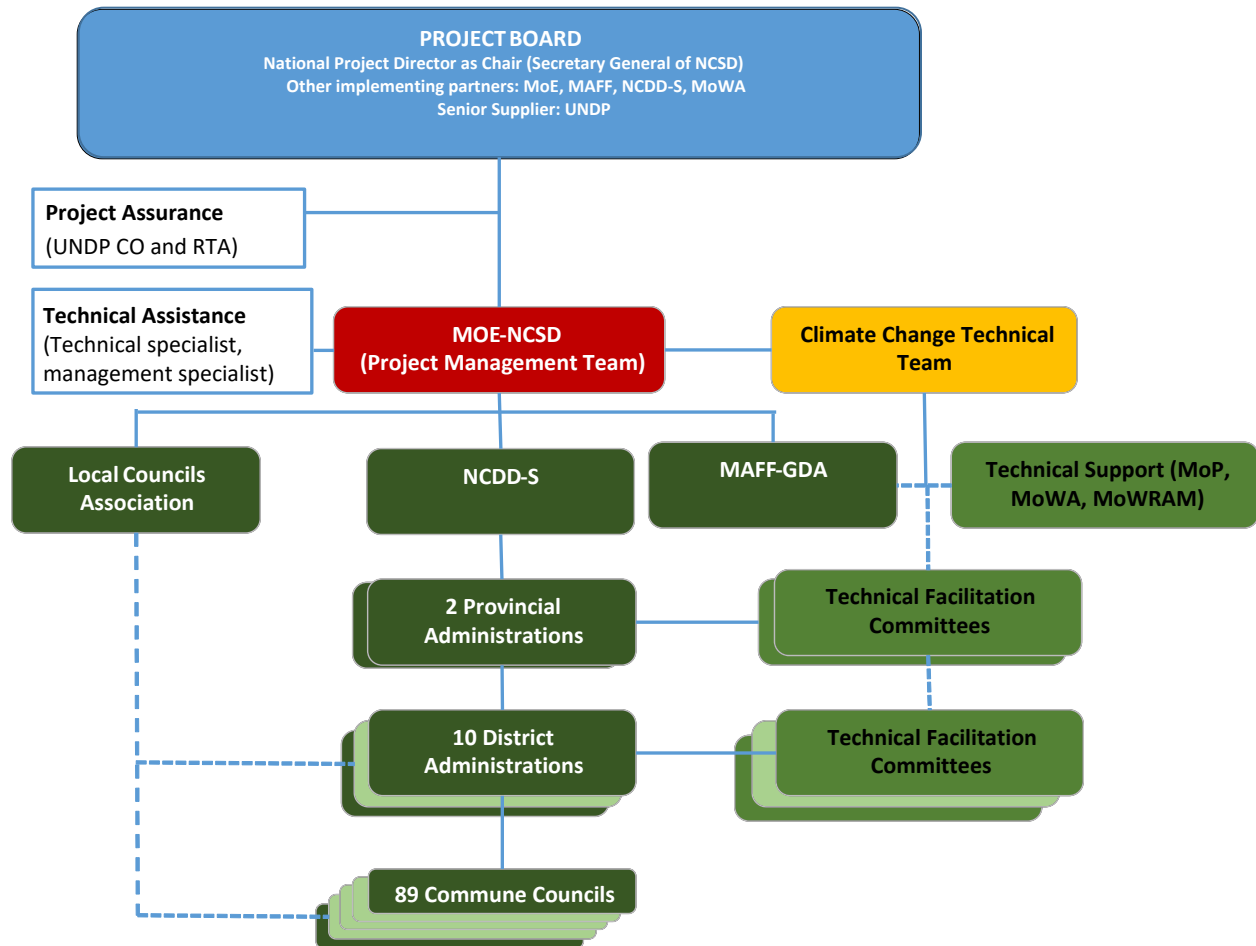 PROJECT BOARD
National Project Director as Chair (Secretary General of NCSD)
Other implementing partners: MoE, MAFF, NCDD-S, MoWA
Senior Supplier: UNDP
Project Assurance
(UNDP CO and RTA)
Technical Assistance
(Technical specialist,
management specialist)
MOE-NCSD
(Project Management Team)
Climate Change Technical
Team
Local Councils
Association
NCDD-S
MAFF-GDA
Technical Support (MoP,
MoWA, MoWRAM)
2 Provincial
Administrations
Technical Facilitation
Committees
10 District
Administrations
Technical Facilitation
Committees
89 Commune Councils